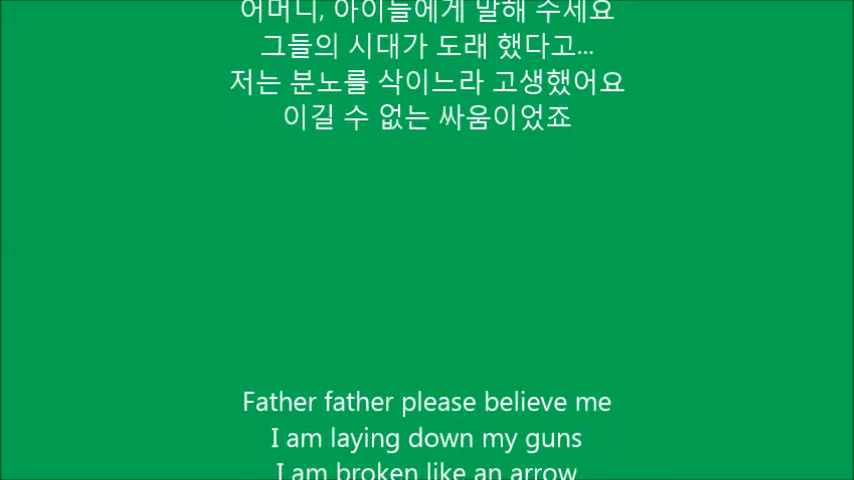 어머니, 아이들에게 말해 주세요
그들의 시대가 도래 했다고...
저는 분노를 삭이느라 고생했어요
이길 수 없는 싸움이었죠
Father father please believe me
I am laying down my guns
I am broken like an arrow